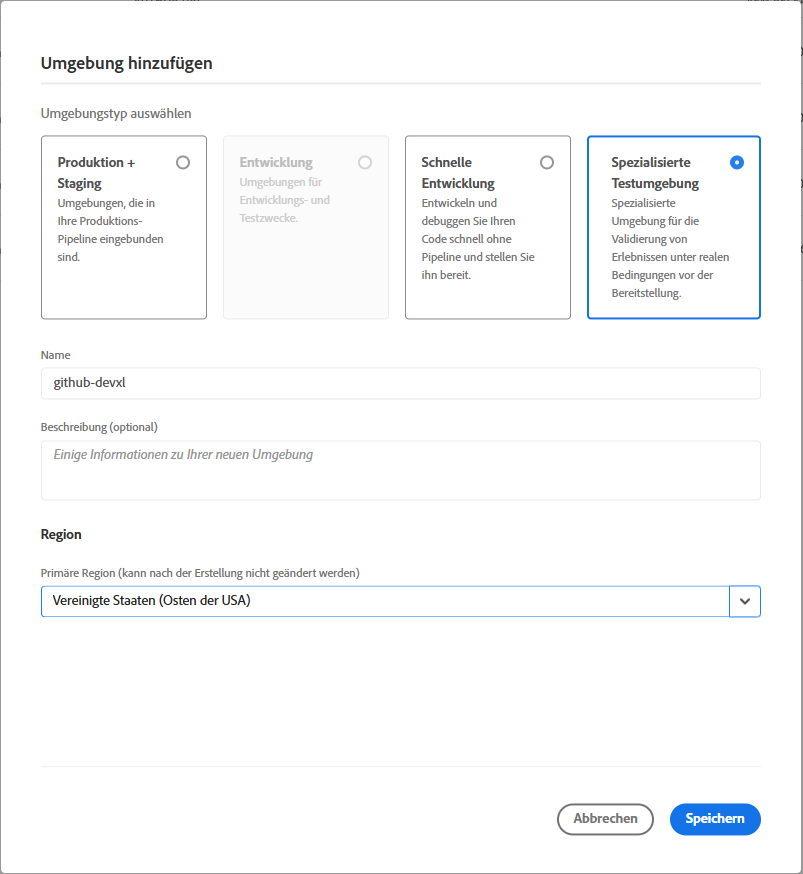 Umgebung hinzufügen
Umgebungstyp auswählen
Produktion +
Staging
Umgebungen, die in
Ihre Produktions-
Pipeline eingebunden
sind.
Entwicklung
Umgebungen für
Entwicklungs- und
Testzwecke.
Schnelle
Entwicklung
Entwickeln und
debuggen Sie Ihren
Code schnell ohne
Pipeline und stellen Sie
ihn bereit.
Spezialisierte
Testumgebung
Spezialisierte
Umgebung für die
Validierung von
Erlebnissen unter realen
Bedingungen vor der
Bereitstellung.
Name
github-devxl
Beschreibung (optional)
Einige Informationen zu Ihrer neuen Umgebung
Region
Primäre Region (kann nach der Erstellung nicht geändert werden)
Vereinigte Staaten (Osten der USA)
Abbrechen
Speichern